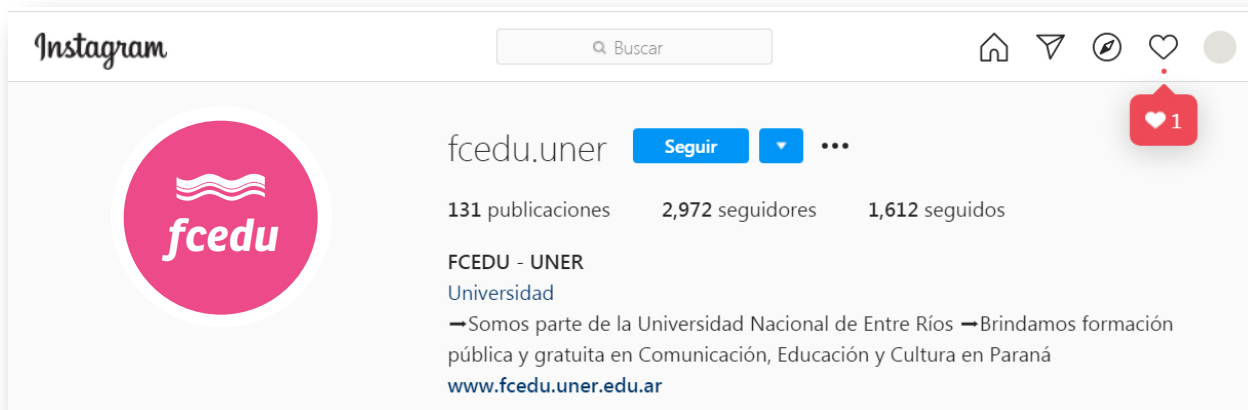 Instagram
Buscar
1
fcedu
fcedu.uner Seguir
131 publicaciones 2,972 seguidores 1,612 seguidos
FCEDU - UNER
Universidad
➞Somos parte de la Universidad Nacional de Entre Ríos ➞Brindamos formación
pública y gratuita en Comunicación, Educación y Cultura en Paraná
www.fcedu.uner.edu.ar